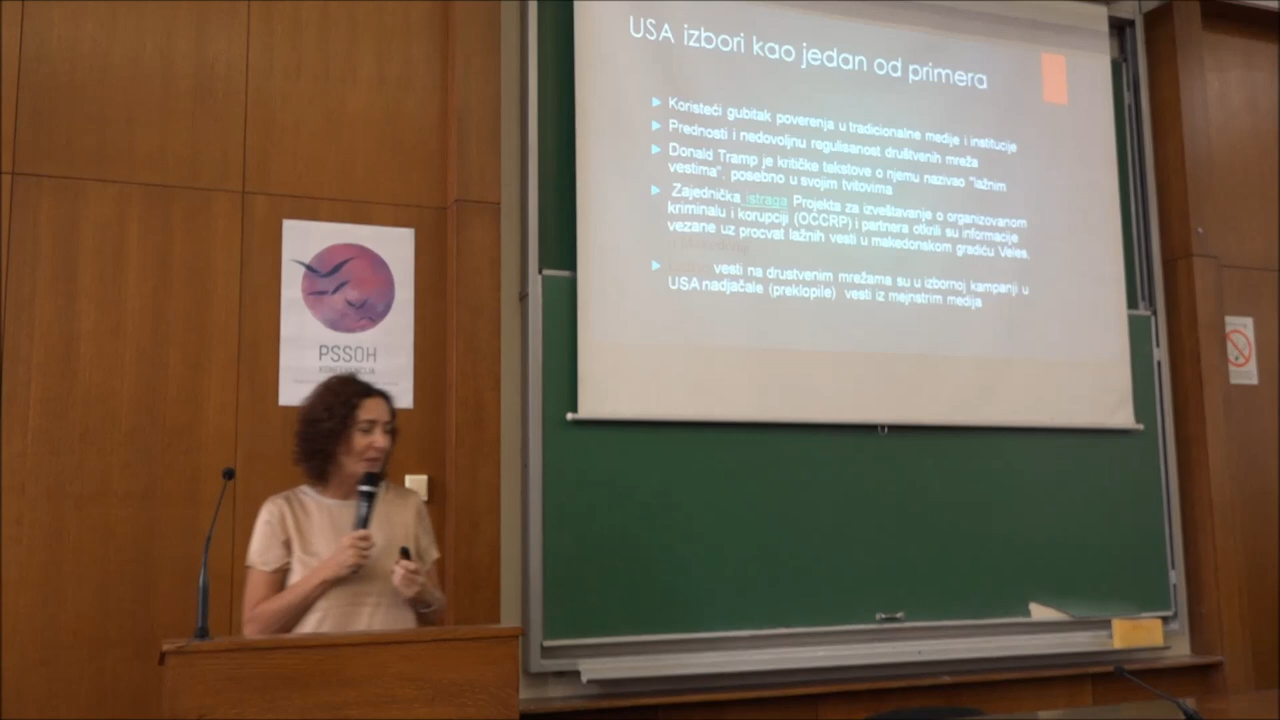 USA izbori kao jedan od primera
Koristeći gubitak poverenja u tradicionalne medije i institucije
Prednosti i nedovoljnu regulisanost društvenih mreža
Donald Tramp je kritičke tekstove o njemu nazivao "lažnim
vestima", posebno u svojim tvitovima
Zajednička istraga Projekta za izveštavanje o organizovanom
kriminalu i korupciji (OCCRP) i partnera otkrili su informacije
vezane uz procvat lažnih vesti u makedonskom gradiću Veles.
vesti na drustvenim mrežama su u izbornoj kampanji u
USA nadjačale (preklopile) vesti iz mejnstrim medija
PSSOH
KONFERENCIJA